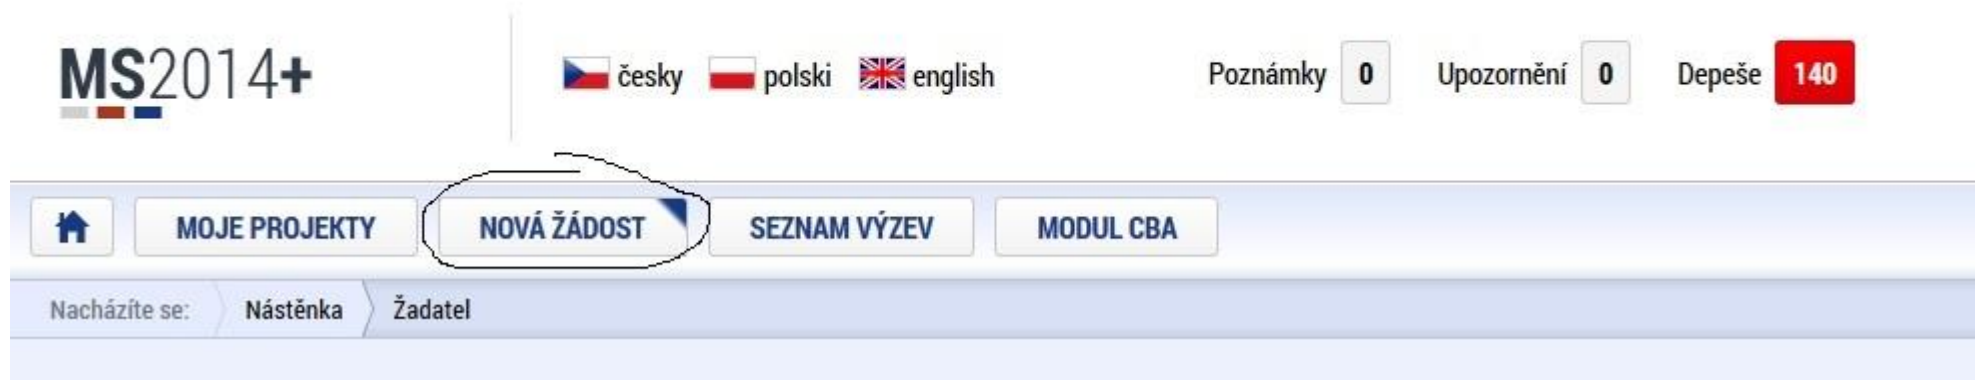 MS2014+ česky polski english Poznámky 0 Upozornění 0 Depeše 140
MOJE PROJEKTY NOVÁ ŽÁDOST SEZNAM VÝZEV MODUL CBA
Nacházíte se: Nástěnka Žadatel